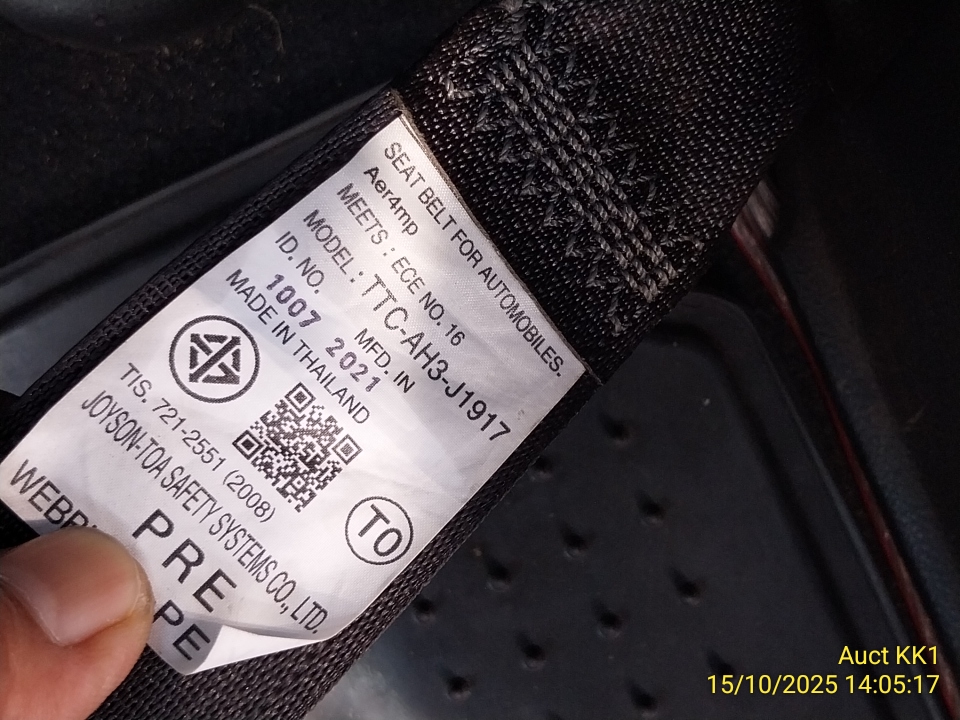 SEAT BELT FOR AUTOMOBILES.
Aer4mp
MEETS : ECE NO. 16
MODEL : TTC-AH3-J1917
ID. NO. MFD. IN
1007 2021
MADE IN THAILAND
TIS. 721-2551 (2008)
JOYSON-TOA SAFETY SYSTEMS CO., LTD.
TO
PRE
PE
Auct KK1
15/10/2025 14:05:17